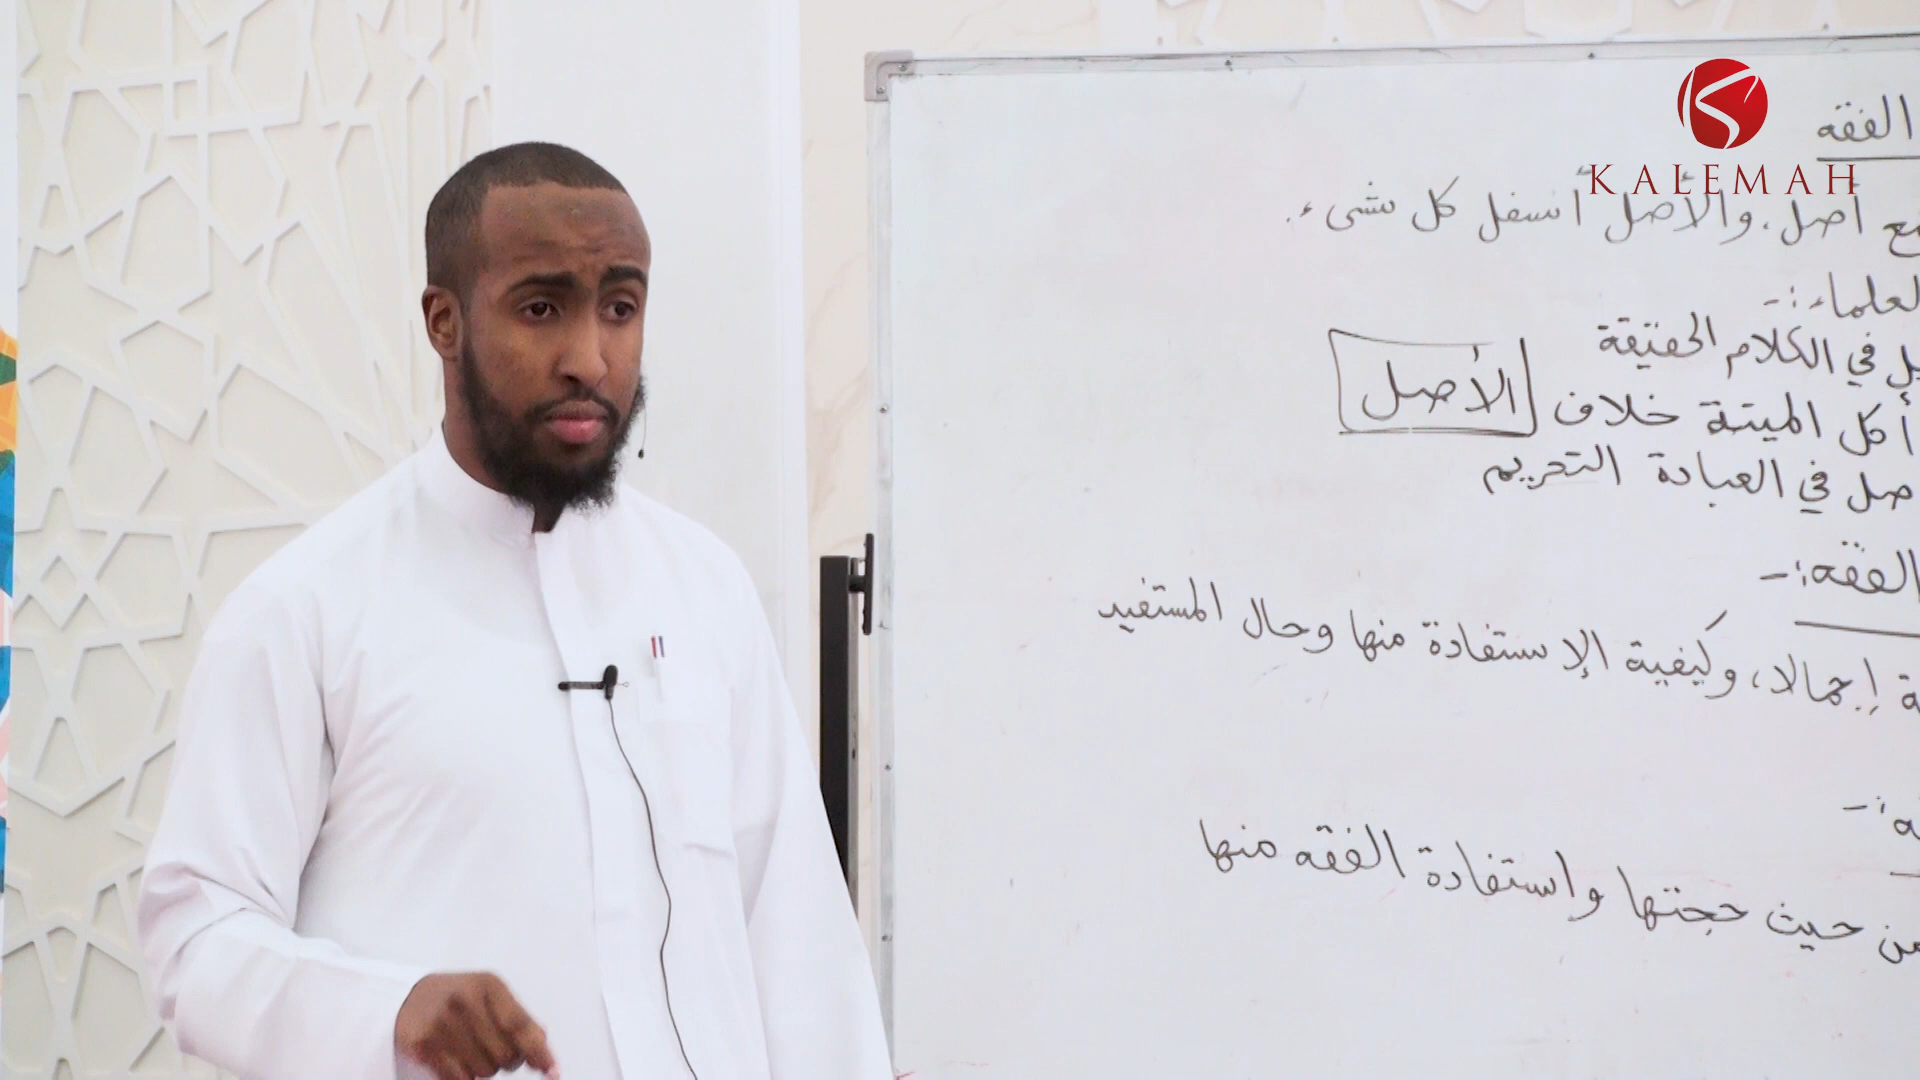 KALEMAH
الفقه
أصل. والأصل أسفل كل شيء.
العلماء:-
في الكلام الحقيقة
أكل الميتة خلاف الأصل
صل في العبادة التحريم
الفقه:-
إجمالا، وكيفية الإستفادة منها وحال المستفيد
من حيث حجتها واستفادة الفقه منها